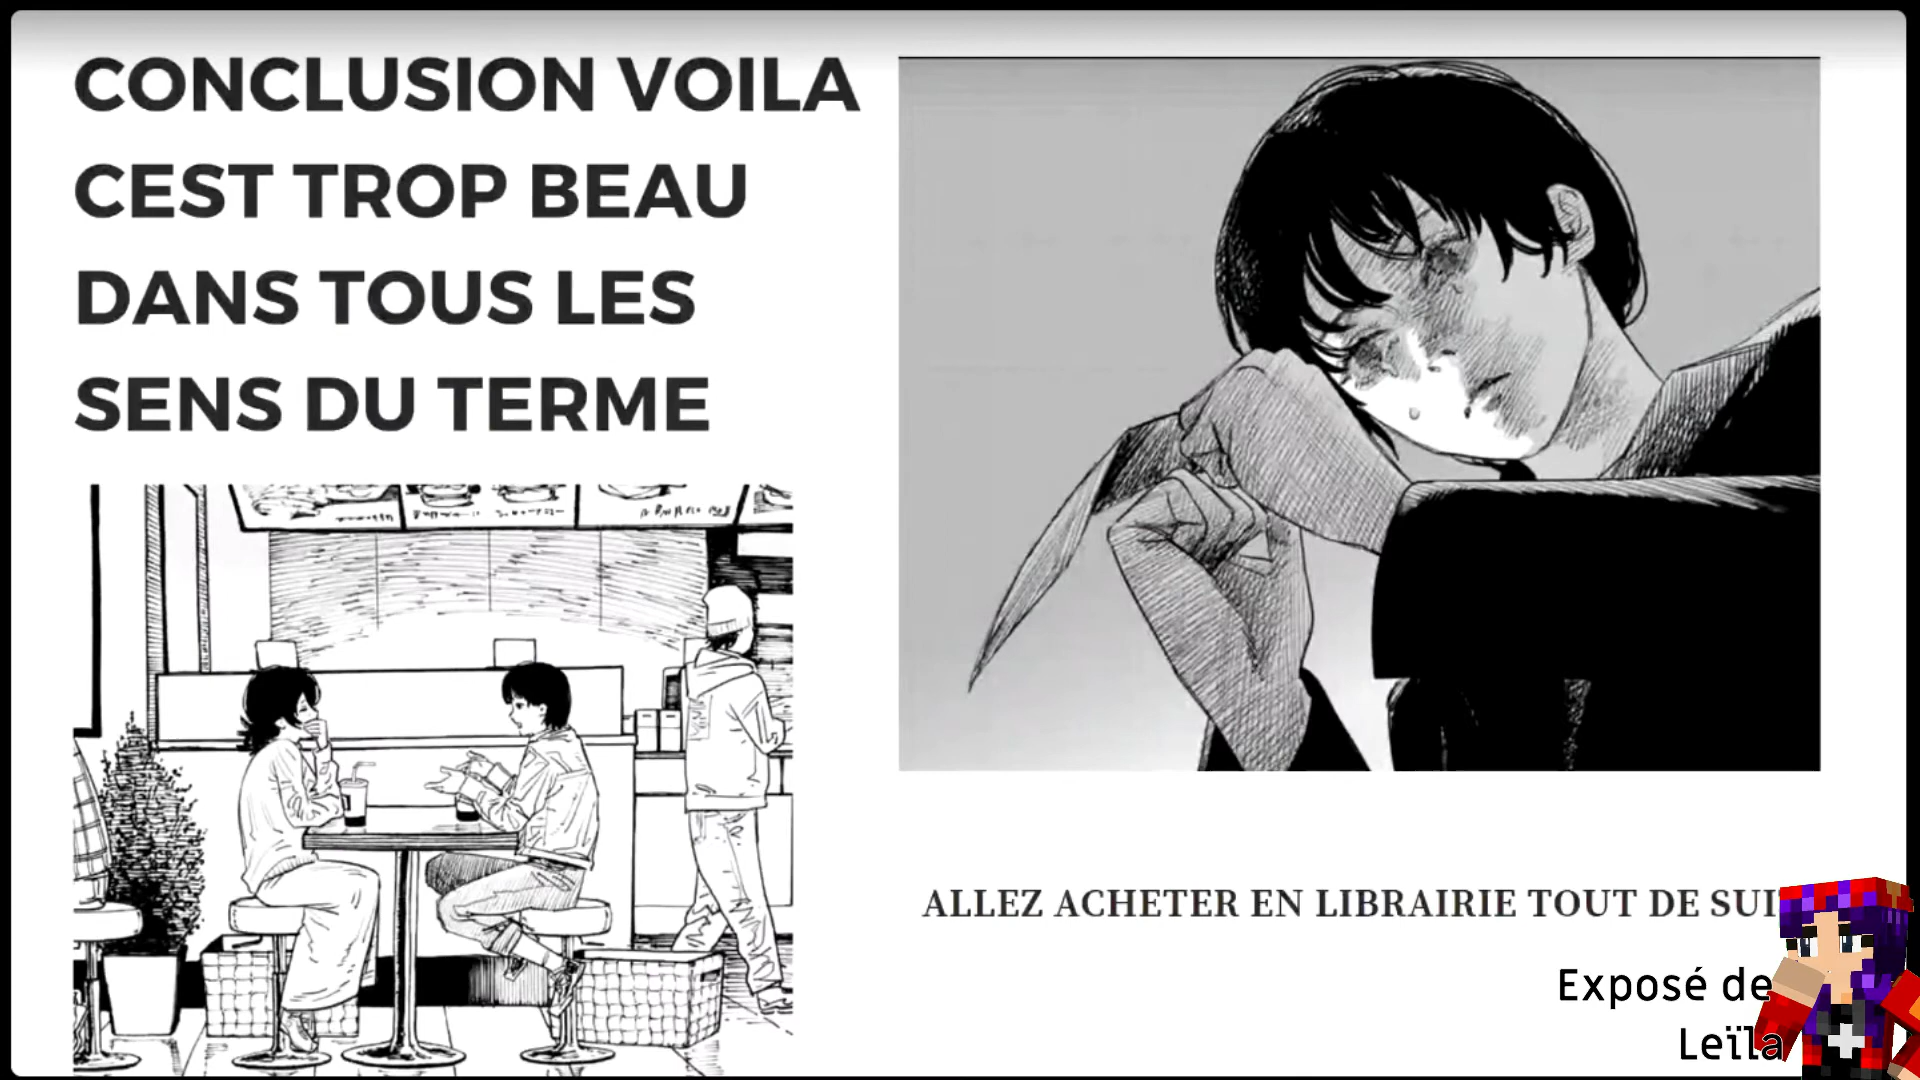 CONCLUSION VOILA
CEST TROP BEAU
DANS TOUS LES
SENS DU TERME
ALLEZ ACHETER EN LIBRAIRIE TOUT DE
Exposé de
Leïla